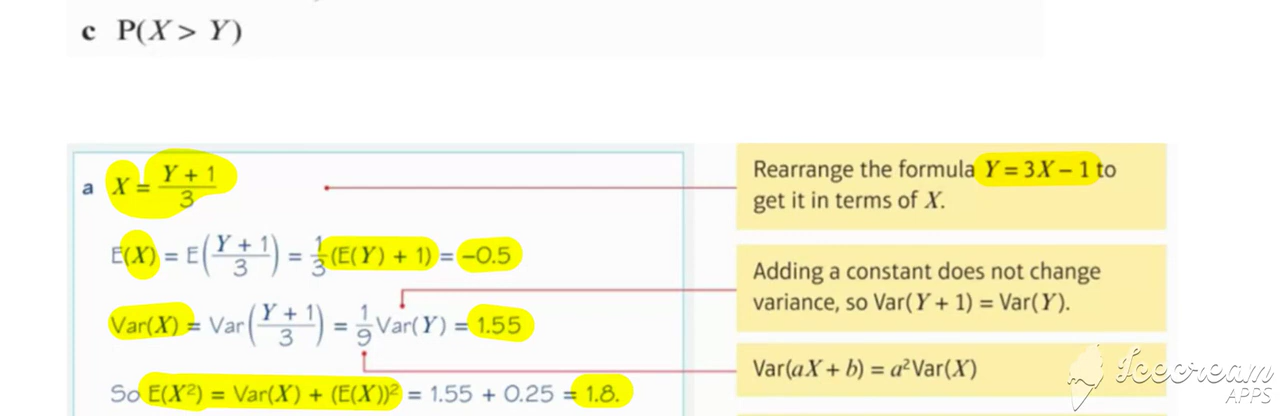 c P(X > Y)
a X = (Y + 1)/3
Rearrange the formula Y = 3X – 1 to
get it in terms of X.
E(X) = E((Y + 1)/3) = 1/3(E(Y) + 1) = –0.5
Adding a constant does not change
variance, so Var(Y + 1) = Var(Y).
Var(X) = Var((Y + 1)/3) = 1/9 Var(Y) = 1.55
Var(aX + b) = a²Var(X)
So E(X²) = Var(X) + (E(X))² = 1.55 + 0.25 = 1.8.
Icecream
APPS